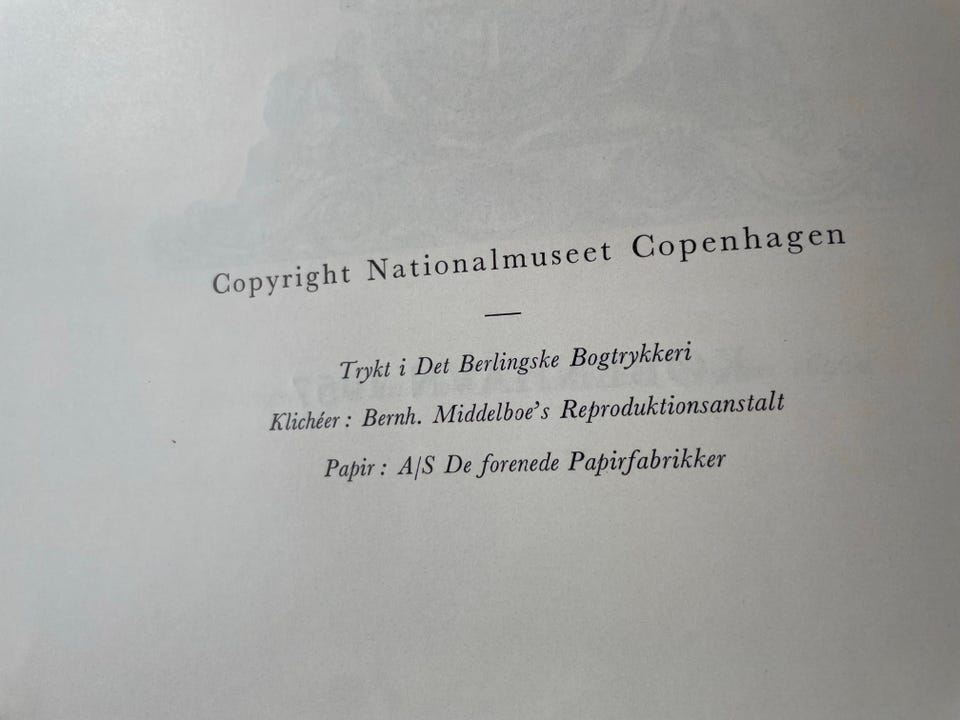 Copyright Nationalmuseet Copenhagen
Trykt i Det Berlingske Bogtrykkeri
Klichéer : Bernh. Middelboe's Reproduktionsanstalt
Papir : A/S De forenede Papirfabrikker